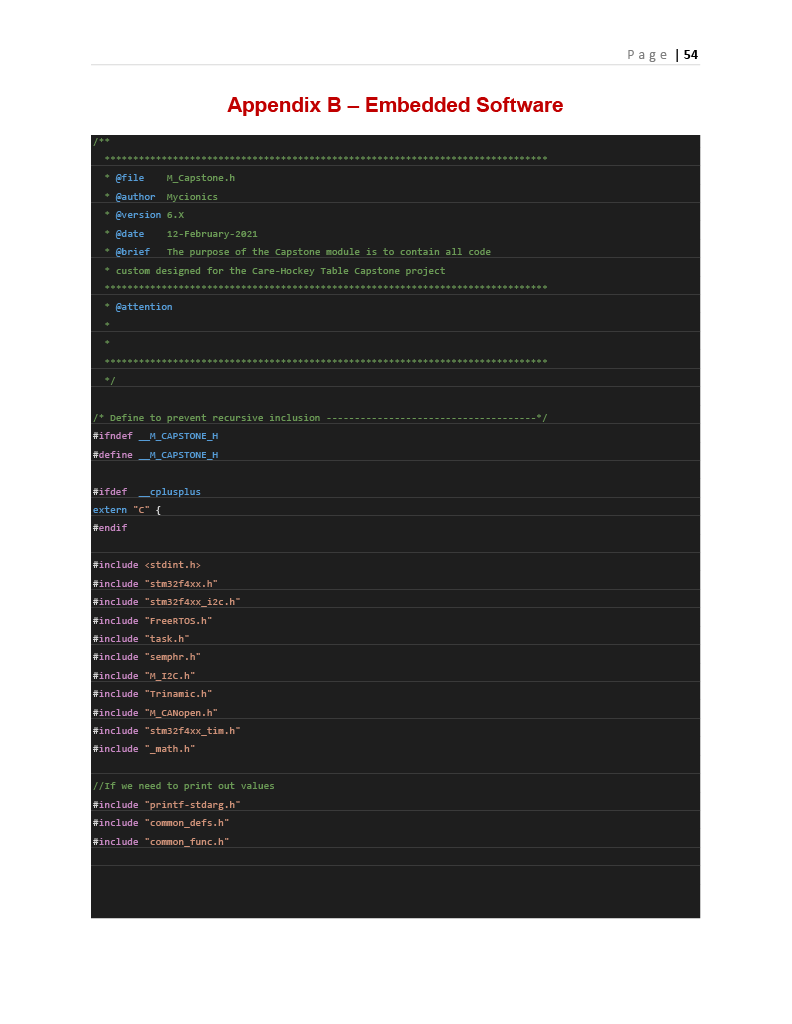 Page | 54
Appendix B – Embedded Software
/**
  ******************************************************************************
  * @file    M_Capstone.h
  * @author  Mycionics
  * @version 6.X
  * @date    12-February-2021
  * @brief   The purpose of the Capstone module is to contain all code
  * custom designed for the Care-Hockey Table Capstone project
  ******************************************************************************
  * @attention
  *
  *
  ******************************************************************************
  */
/* Define to prevent recursive inclusion -------------------------------------*/
#ifndef __M_CAPSTONE_H
#define __M_CAPSTONE_H
#ifdef  __cplusplus
extern "C" {
#endif
#include <stdint.h>
#include "stm32f4xx.h"
#include "stm32f4xx_i2c.h"
#include "FreeRTOS.h"
#include "task.h"
#include "semphr.h"
#include "M_I2C.h"
#include "Trinamic.h"
#include "M_CANopen.h"
#include "stm32f4xx_tim.h"
#include "_math.h"
//If we need to print out values
#include "printf-stdarg.h"
#include "common_defs.h"
#include "common_func.h"